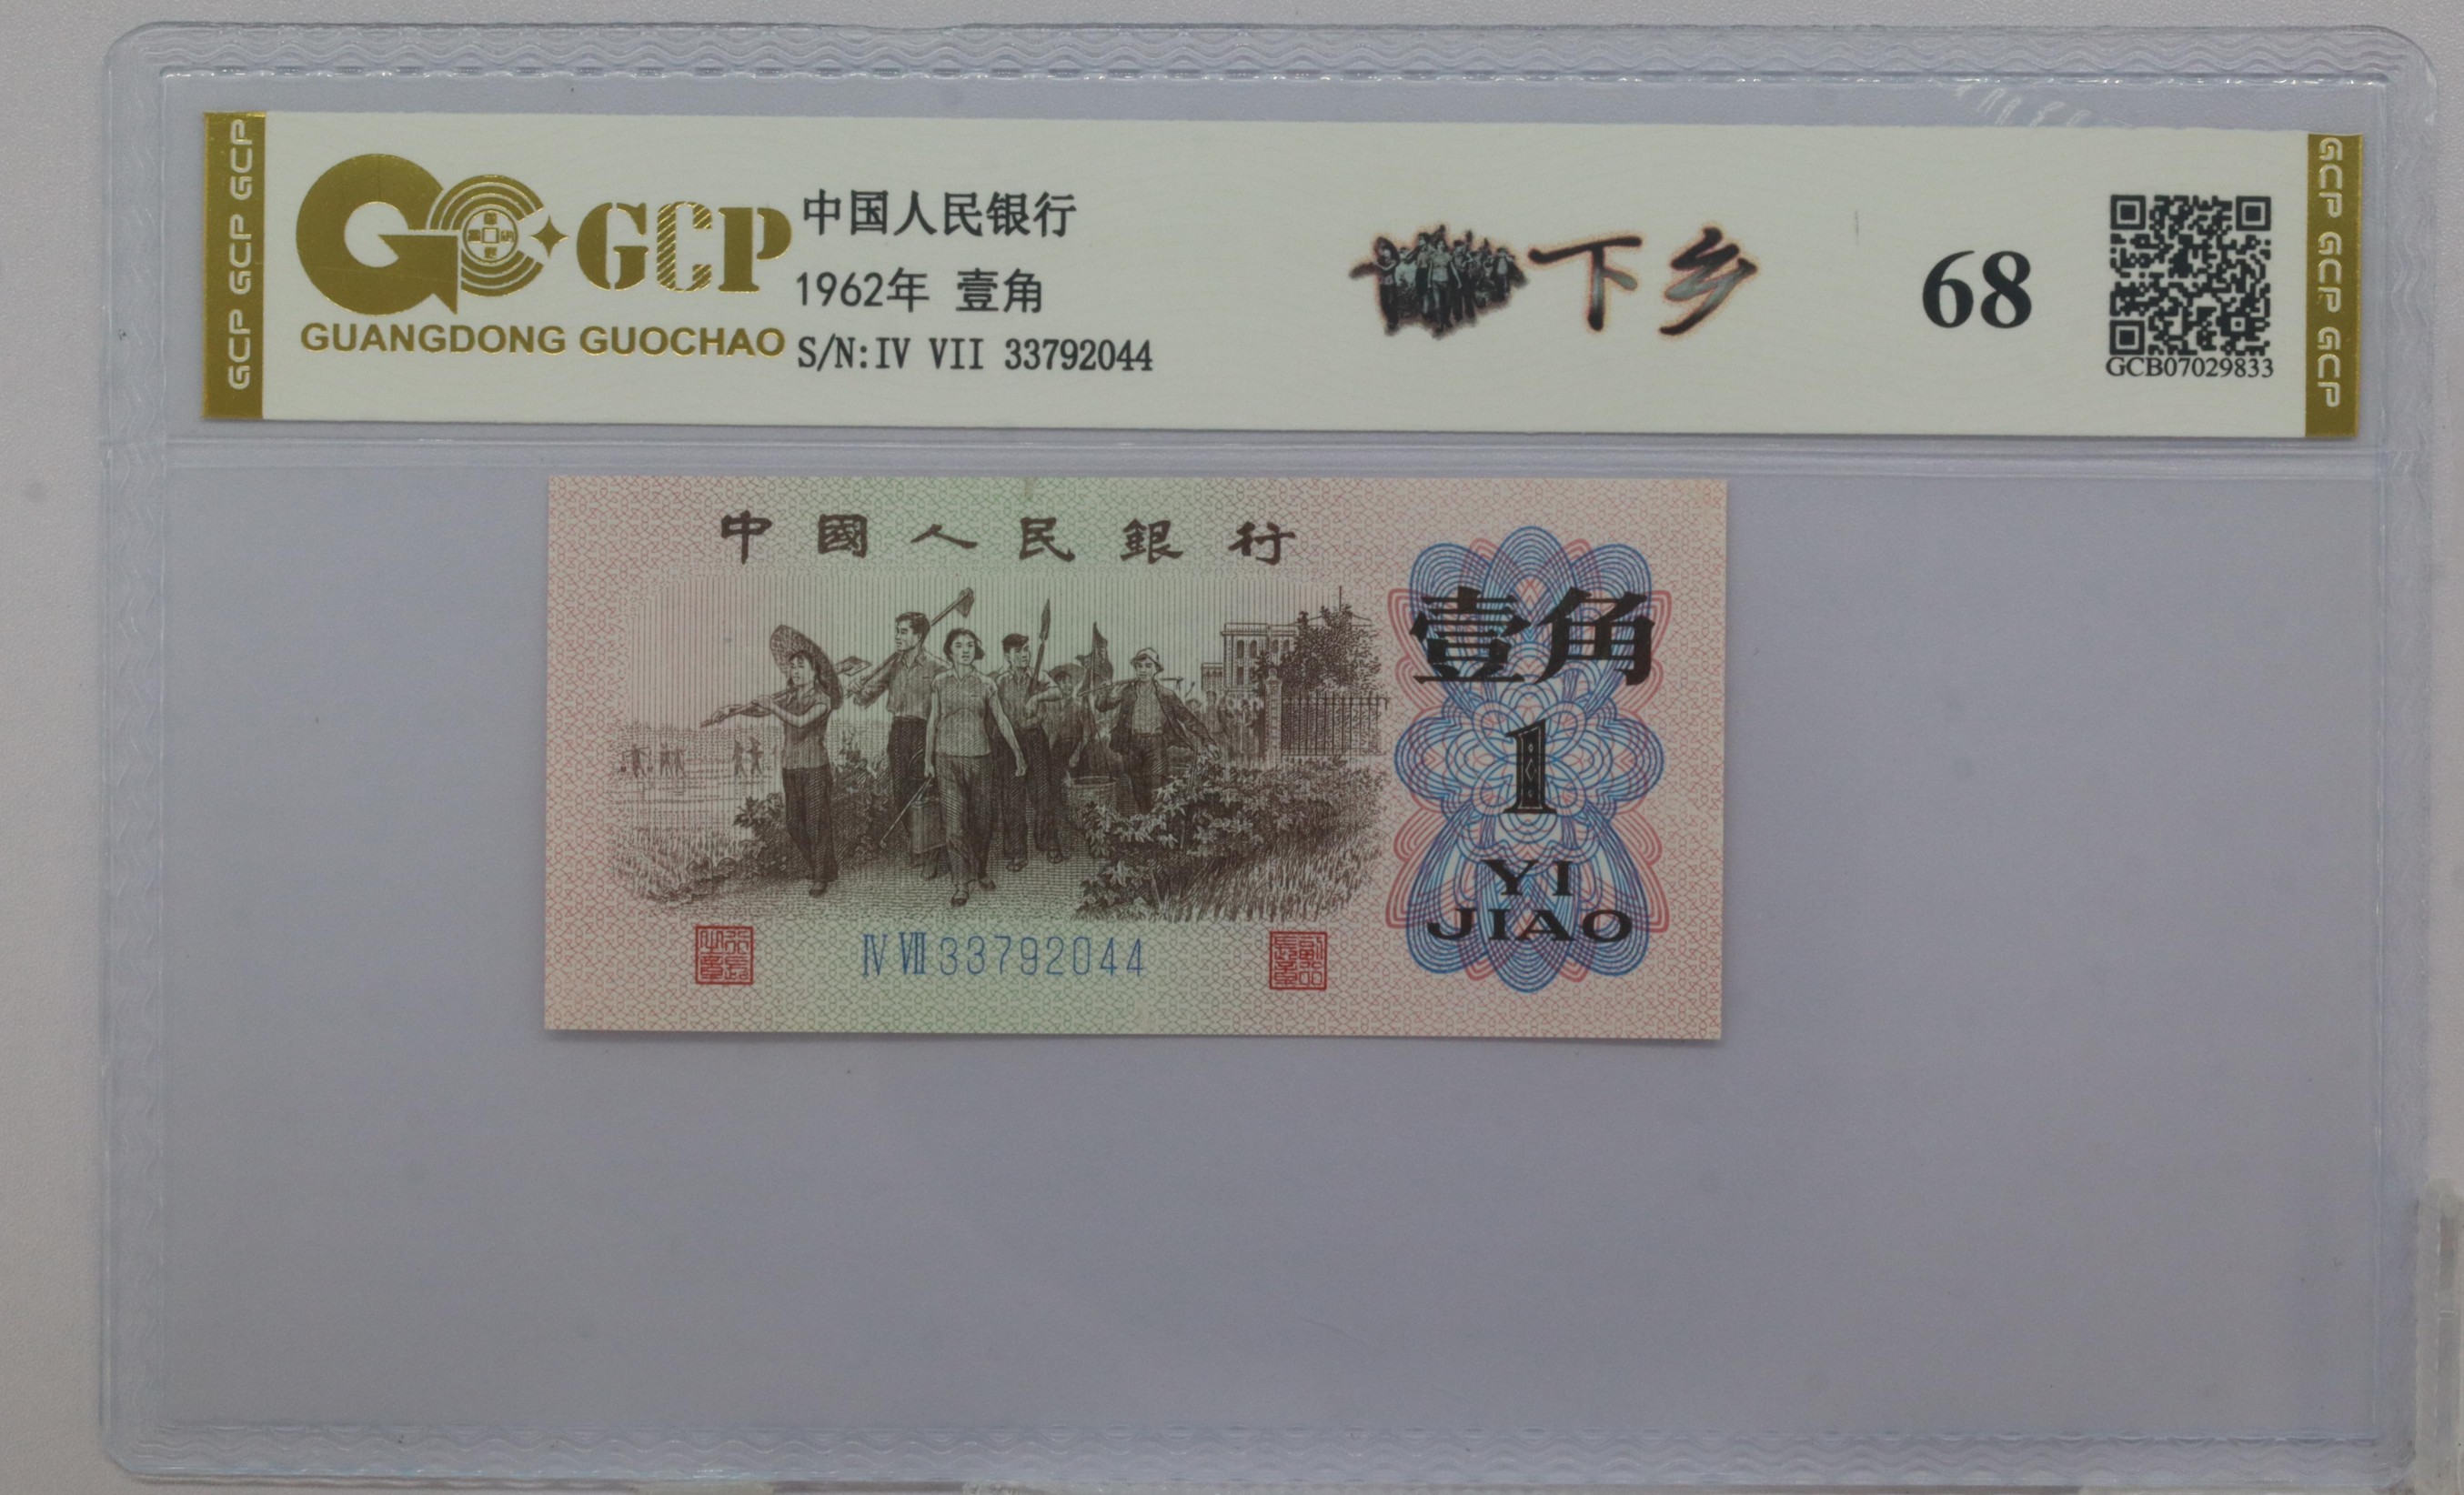 GCP GCP GCP
GCP
GUANGDONG GUOCHAO
中国人民银行
1962年 壹角
S/N:IV VII 33792044
下乡
68
GCB07029833
GCP GCP GCP
中國人民銀行
壹角
1
YI
JIAO
IV VII 33792044